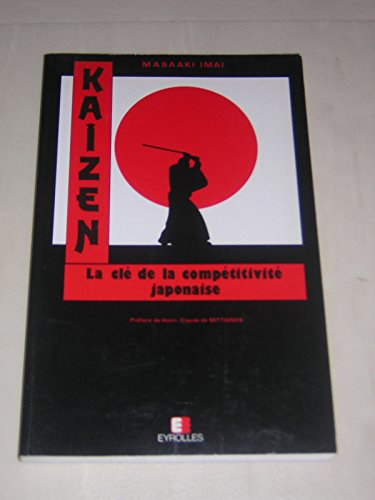 MASAAKI IMAI
KAIZEN
La clé de la compétitivité
japonaise
Préface de Henri-Claude de BETTIGNIES
EYROLLES